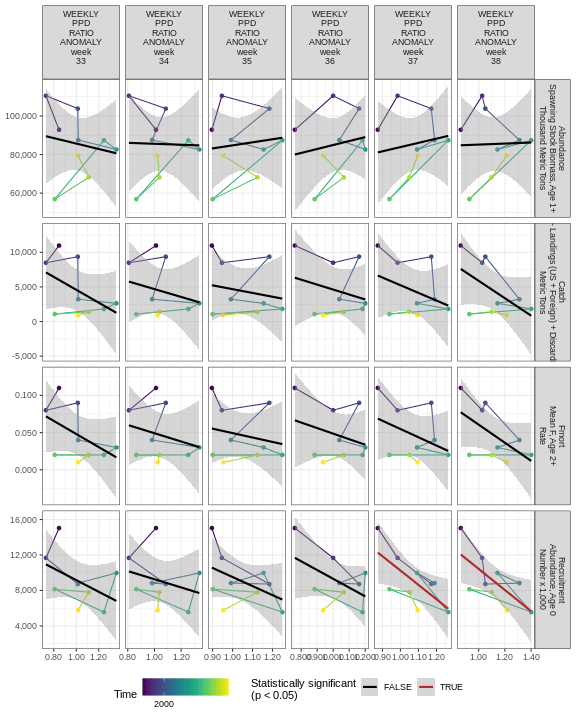 WEEKLY
PPD
RATIO
ANOMALY
week
33
WEEKLY
PPD
RATIO
ANOMALY
week
34
WEEKLY
PPD
RATIO
ANOMALY
week
35
WEEKLY
PPD
RATIO
ANOMALY
week
36
WEEKLY
PPD
RATIO
ANOMALY
week
37
WEEKLY
PPD
RATIO
ANOMALY
week
38
100,000
80,000
60,000
Abundance
Spawning Stock Biomass, Age 1+
Thousand Metric Tons
10,000
5,000
0
-5,000
Catch
- Landings (US + Foreign) + Discard
Metric Tons
0.100
0.050
0.000
Fmort
Mean F, Age 2+
Rate
16,000
12,000
8,000
4,000
Recruitment
Abundance, Age 0
Number x 1,000
0.80 1.00 1.20
0.80 1.00 1.20
0.90 1.00 1.10 1.20
0.80 0.90 1.00 1.10 1.20
0.90 1.00 1.10 1.20
1.00 1.20 1.40
Time
2000
Statistically significant
(p < 0.05)
FALSE
TRUE